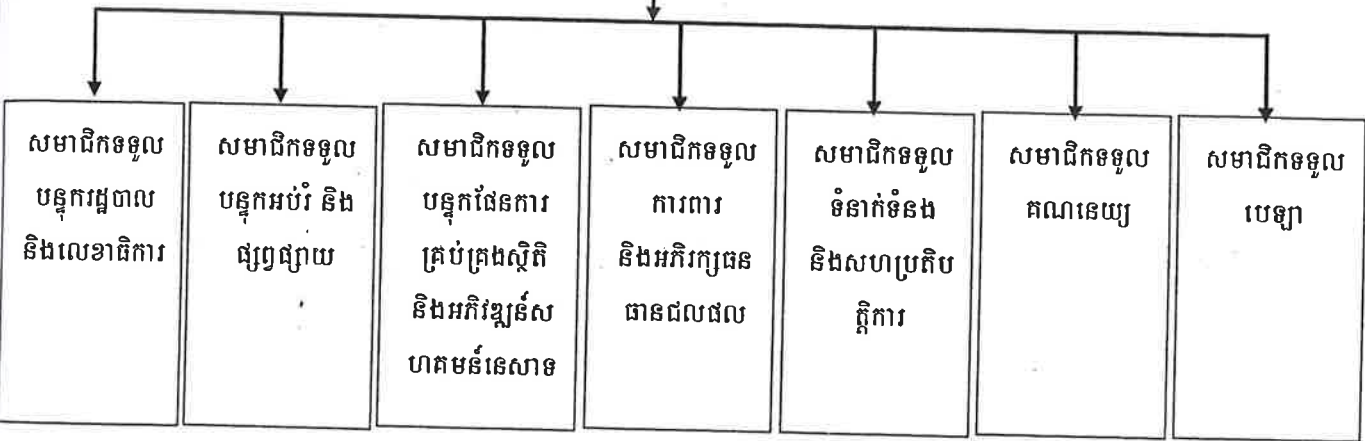 សមាជិកទទួល
បន្ទុករដ្ឋបាល
និងលេខាធិការ
សមាជិកទទួល
បន្ទុកអប់រំ និង
ផ្សព្វផ្សាយ
សមាជិកទទួល
បន្ទុកផែនការ
គ្រប់គ្រងស្ថិតិ
និងអភិវឌ្ឍន៍ស
ហគមន៍នេសាទ
សមាជិកទទួល
ការពារ
និងអភិរក្សធន
ធានជលផល
សមាជិកទទួល
ទំនាក់ទំនង
និងសហប្រតិប
ត្តិការ
សមាជិកទទួល
គណនេយ្យ
សមាជិកទទួល
បេឡា